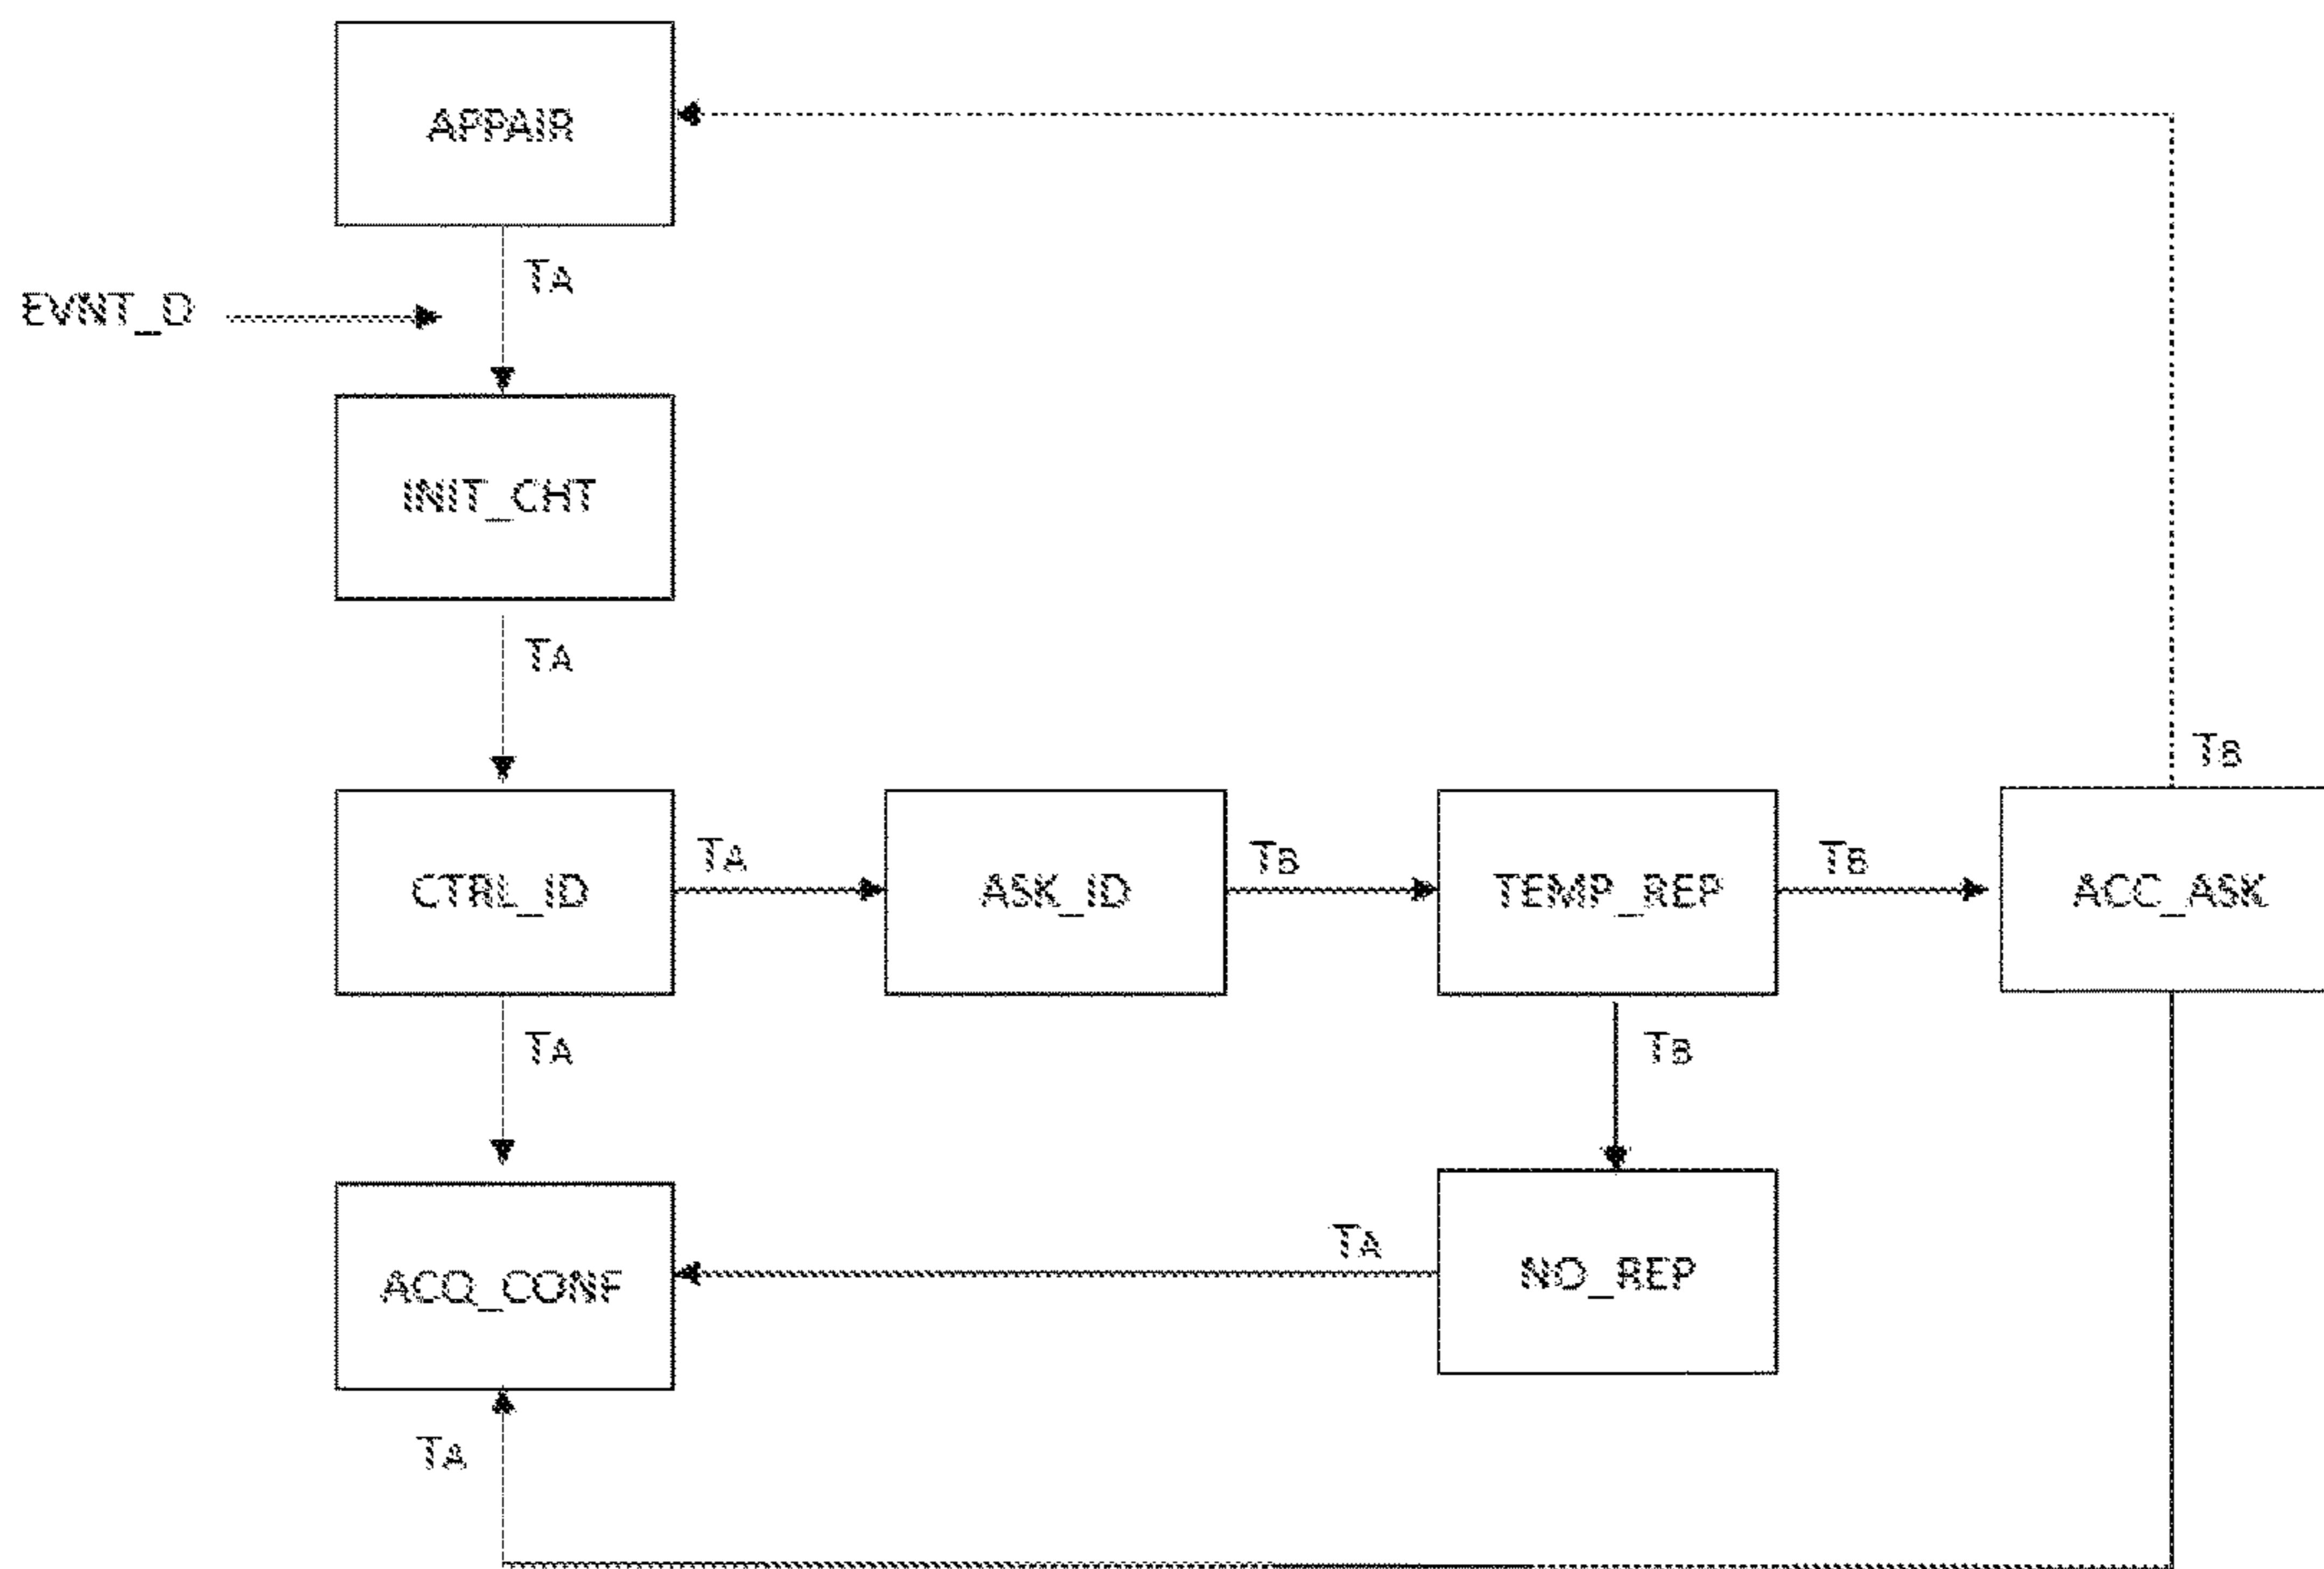 APPAIR
TA
EVNT_D
INIT_CHT
TA
TB
CTRL_ID
TA
ASK_ID
TB
TEMP_REP
TB
ACC_ASK
TA
TB
ACQ_CONF
TA
NO_REP
TA